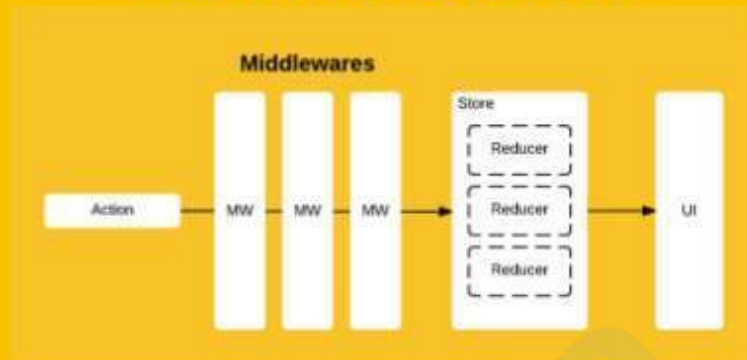 Middlewares
Store
Reducer
Action
MW
MW
MW
Reducer
UI
Reducer